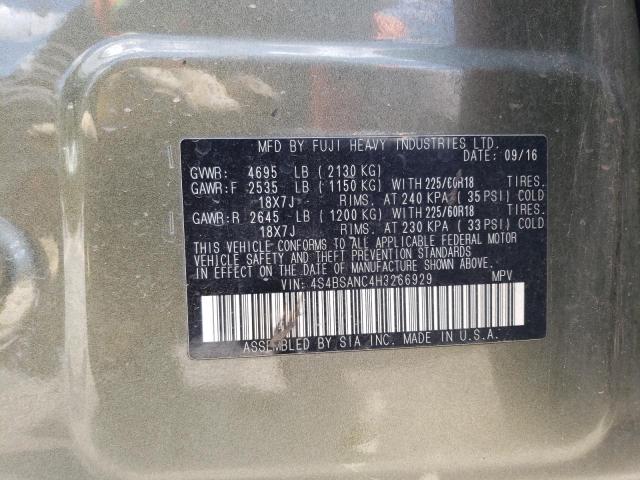 MFD BY FUJI HEAVY INDUSTRIES LTD.
DATE: 09/16
GVWR: 4695 LB ( 2130 KG)
GAWR:F 2535 LB ( 1150 KG) WITH 225/60R18 TIRES.
18X7J RIMS. AT 240 KPA ( 35 PSI) COLD
GAWR:R 2645 LB ( 1200 KG) WITH 225/60R18 TIRES.
18X7J RIMS. AT 230 KPA ( 33 PSI) COLD
THIS VEHICLE CONFORMS TO ALL APPLICABLE FEDERAL MOTOR
VEHICLE SAFETY AND THEFT PREVENTION STANDARDS
IN EFFECT ON THE DATE OF MANUFACTURE SHOWN ABOVE.
VIN: 4S4BSANC4H3266929 MPV
ASSEMBLED BY SIA INC. MADE IN U.S.A.